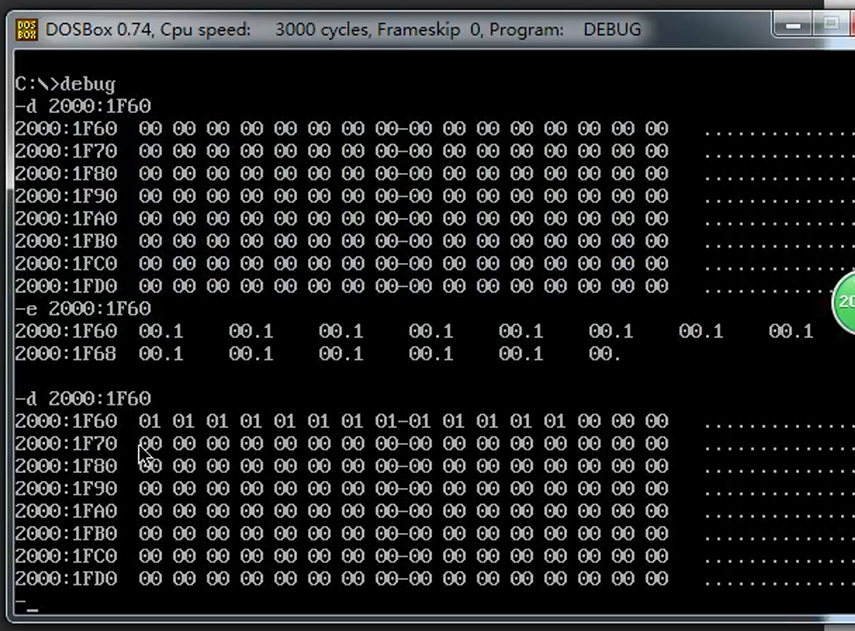 DOS BOX DOSBox 0.74, Cpu speed: 3000 cycles, Frameskip 0, Program: DEBUG
C:\>debug
-d 2000:1F60
2000:1F60 00 00 00 00 00 00 00 00-00 00 00 00 00 00 00 00 ..............
2000:1F70 00 00 00 00 00 00 00 00-00 00 00 00 00 00 00 00 ..............
2000:1F80 00 00 00 00 00 00 00 00-00 00 00 00 00 00 00 00 ..............
2000:1F90 00 00 00 00 00 00 00 00-00 00 00 00 00 00 00 00 ..............
2000:1FA0 00 00 00 00 00 00 00 00-00 00 00 00 00 00 00 00 ..............
2000:1FB0 00 00 00 00 00 00 00 00-00 00 00 00 00 00 00 00 ..............
2000:1FC0 00 00 00 00 00 00 00 00-00 00 00 00 00 00 00 00 ..............
2000:1FD0 00 00 00 00 00 00 00 00-00 00 00 00 00 00 00 00 ..............
-e 2000:1F60
2000:1F60 00.1 00.1 00.1 00.1 00.1 00.1 00.1 00.1
2000:1F68 00.1 00.1 00.1 00.1 00.1 00.
-d 2000:1F60
2000:1F60 01 01 01 01 01 01 01 01-01 01 01 01 01 00 00 00 ..............
2000:1F70 00 00 00 00 00 00 00 00-00 00 00 00 00 00 00 00 ..............
2000:1F80 00 00 00 00 00 00 00 00-00 00 00 00 00 00 00 00 ..............
2000:1F90 00 00 00 00 00 00 00 00-00 00 00 00 00 00 00 00 ..............
2000:1FA0 00 00 00 00 00 00 00 00-00 00 00 00 00 00 00 00 ..............
2000:1FB0 00 00 00 00 00 00 00 00-00 00 00 00 00 00 00 00 ..............
2000:1FC0 00 00 00 00 00 00 00 00-00 00 00 00 00 00 00 00 ..............
2000:1FD0 00 00 00 00 00 00 00 00-00 00 00 00 00 00 00 00 ..............
-_